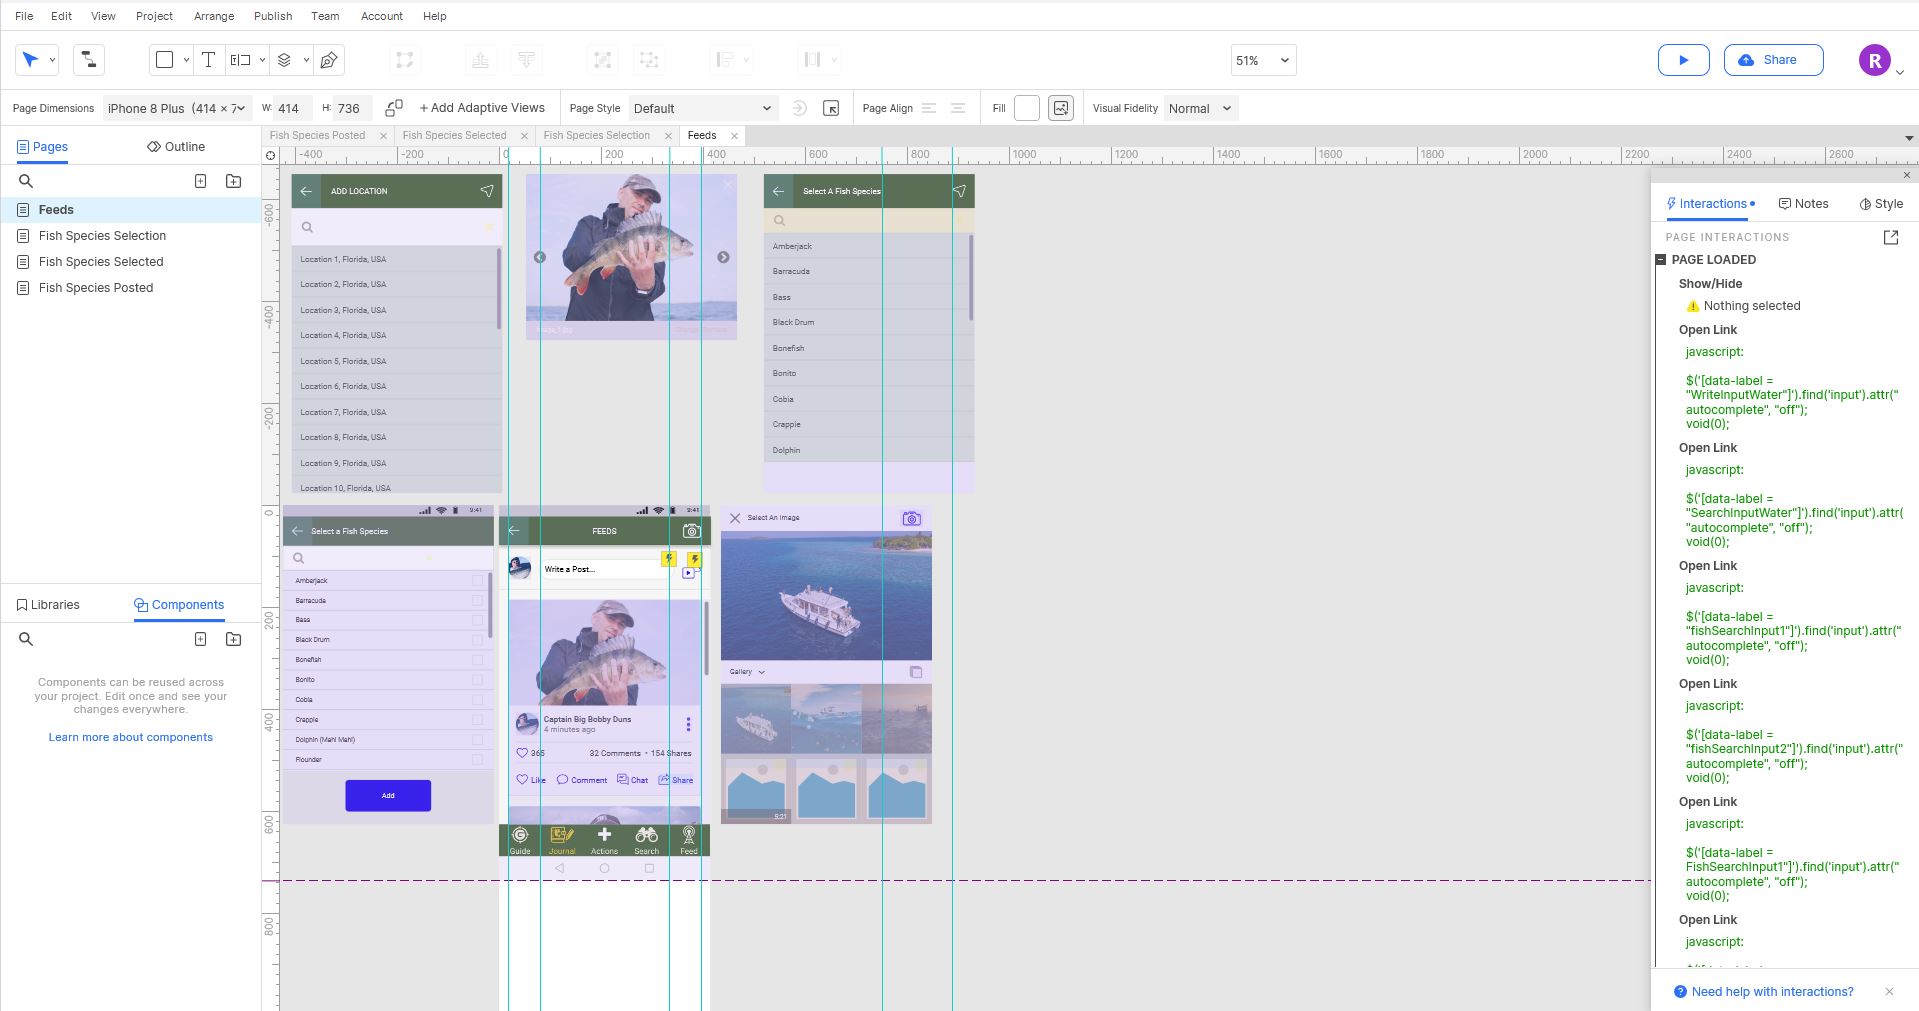 File Edit View Project Arrange Publish Team Account Help
51% Share R
Page Dimensions iPhone 8 Plus (414 × 7 W: 414 H: 736 + Add Adaptive Views Page Style Default Page Align Fill Visual Fidelity Normal
Pages Outline
Fish Species Posted Fish Species Selected Fish Species Selection Feeds
-400 -200 0 200 400 600 800 1000 1200 1400 1600 1800 2000 2200 2400 2600
Feeds
Fish Species Selection
Fish Species Selected
Fish Species Posted
Libraries Components
Components can be reused across
your project. Edit once and see your
changes everywhere.
Learn more about components
-600
-400
-200
0
200
400
600
800
ADD LOCATION
Location 1, Florida, USA
Location 2, Florida, USA
Location 3, Florida, USA
Location 4, Florida, USA
Location 5, Florida, USA
Location 6, Florida, USA
Location 7, Florida, USA
Location 8, Florida, USA
Location 9, Florida, USA
Location 10, Florida, USA
Select A Fish Species
Amberjack
Barracuda
Bass
Black Drum
Bonefish
Bonito
Cobia
Crappie
Dolphin
9:41
Select a Fish Species
Amberjack
Barracuda
Bass
Black Drum
Bonefish
Bonito
Cobia
Crappie
Dolphin (Mahi Mahi)
Flounder
Add
9:41
FEEDS
Write a Post...
Captain Big Bobby Duns
4 minutes ago
365 32 Comments • 154 Shares
Like Comment Chat Share
Guide Journal Actions Search Feed
Select An Image
Gallery
5:21
Interactions • Notes Style
PAGE INTERACTIONS
PAGE LOADED
Show/Hide
Nothing selected
Open Link
javascript:
$('[data-label =
"WriteInputWater"]').find('input').attr("
autocomplete", "off");
void(0);
Open Link
javascript:
$('[data-label =
"SearchInputWater"]').find('input').attr(
"autocomplete", "off");
void(0);
Open Link
javascript:
$('[data-label =
"fishSearchInput1"]').find('input').attr("
autocomplete", "off");
void(0);
Open Link
javascript:
$('[data-label =
"fishSearchInput2"]').find('input').attr("
autocomplete", "off");
void(0);
Open Link
javascript:
$('[data-label =
FishSearchInput1"]').find('input').attr("
autocomplete", "off");
void(0);
Open Link
javascript:
Need help with interactions?